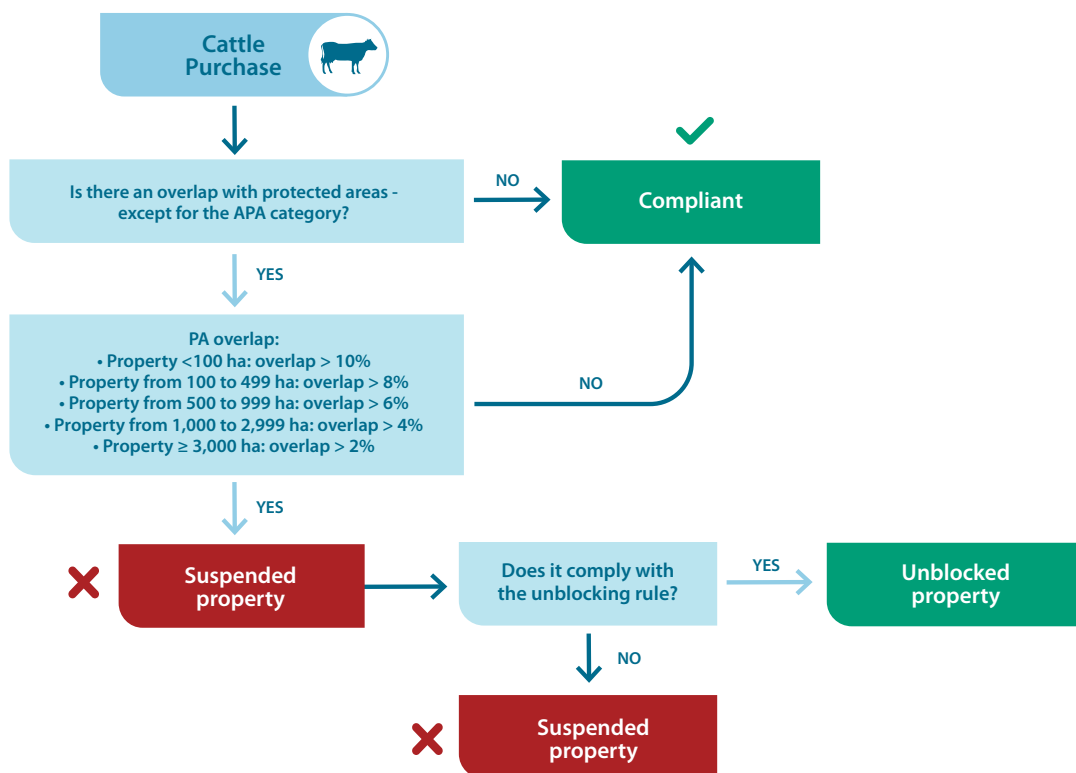 Cattle
Purchase
Is there an overlap with protected areas -
except for the APA category?
NO
Compliant
YES
PA overlap:
• Property <100 ha: overlap > 10%
• Property from 100 to 499 ha: overlap > 8%
• Property from 500 to 999 ha: overlap > 6%
• Property from 1,000 to 2,999 ha: overlap > 4%
• Property ≥ 3,000 ha: overlap > 2%
NO
YES
Suspended
property
Does it comply with
the unblocking rule?
YES
Unblocked
property
NO
Suspended
property